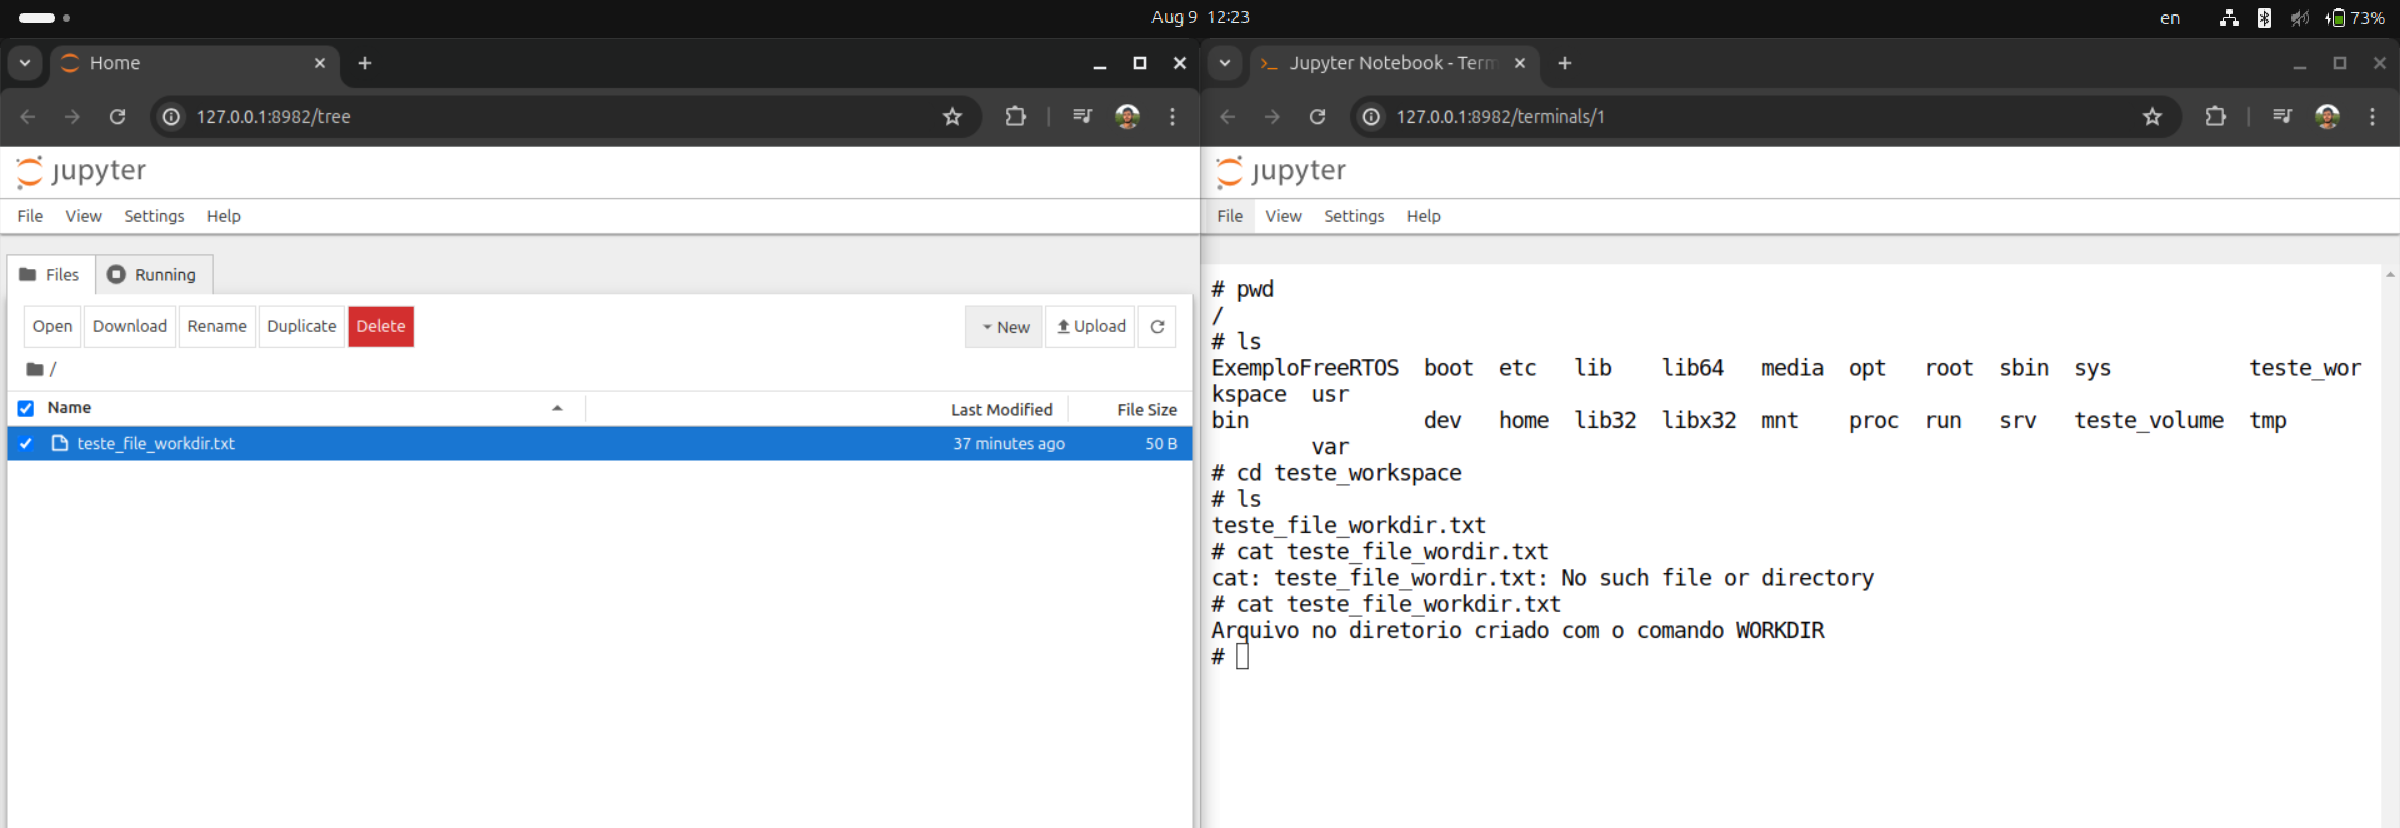 Aug 9 12:23
en
73%
Home
127.0.0.1:8982/tree
jupyter
File View Settings Help
Files Running
Open Download Rename Duplicate Delete New Upload
/
Name Last Modified File Size
teste_file_workdir.txt 37 minutes ago 50 B
Jupyter Notebook - Term
127.0.0.1:8982/terminals/1
jupyter
File View Settings Help
# pwd
/
# ls
ExemploFreeRTOS boot etc lib lib64 media opt root sbin sys teste_wor
kspace usr
bin dev home lib32 libx32 mnt proc run srv teste_volume tmp
var
# cd teste_workspace
# ls
teste_file_workdir.txt
# cat teste_file_wordir.txt
cat: teste_file_wordir.txt: No such file or directory
# cat teste_file_workdir.txt
Arquivo no diretorio criado com o comando WORKDIR
#